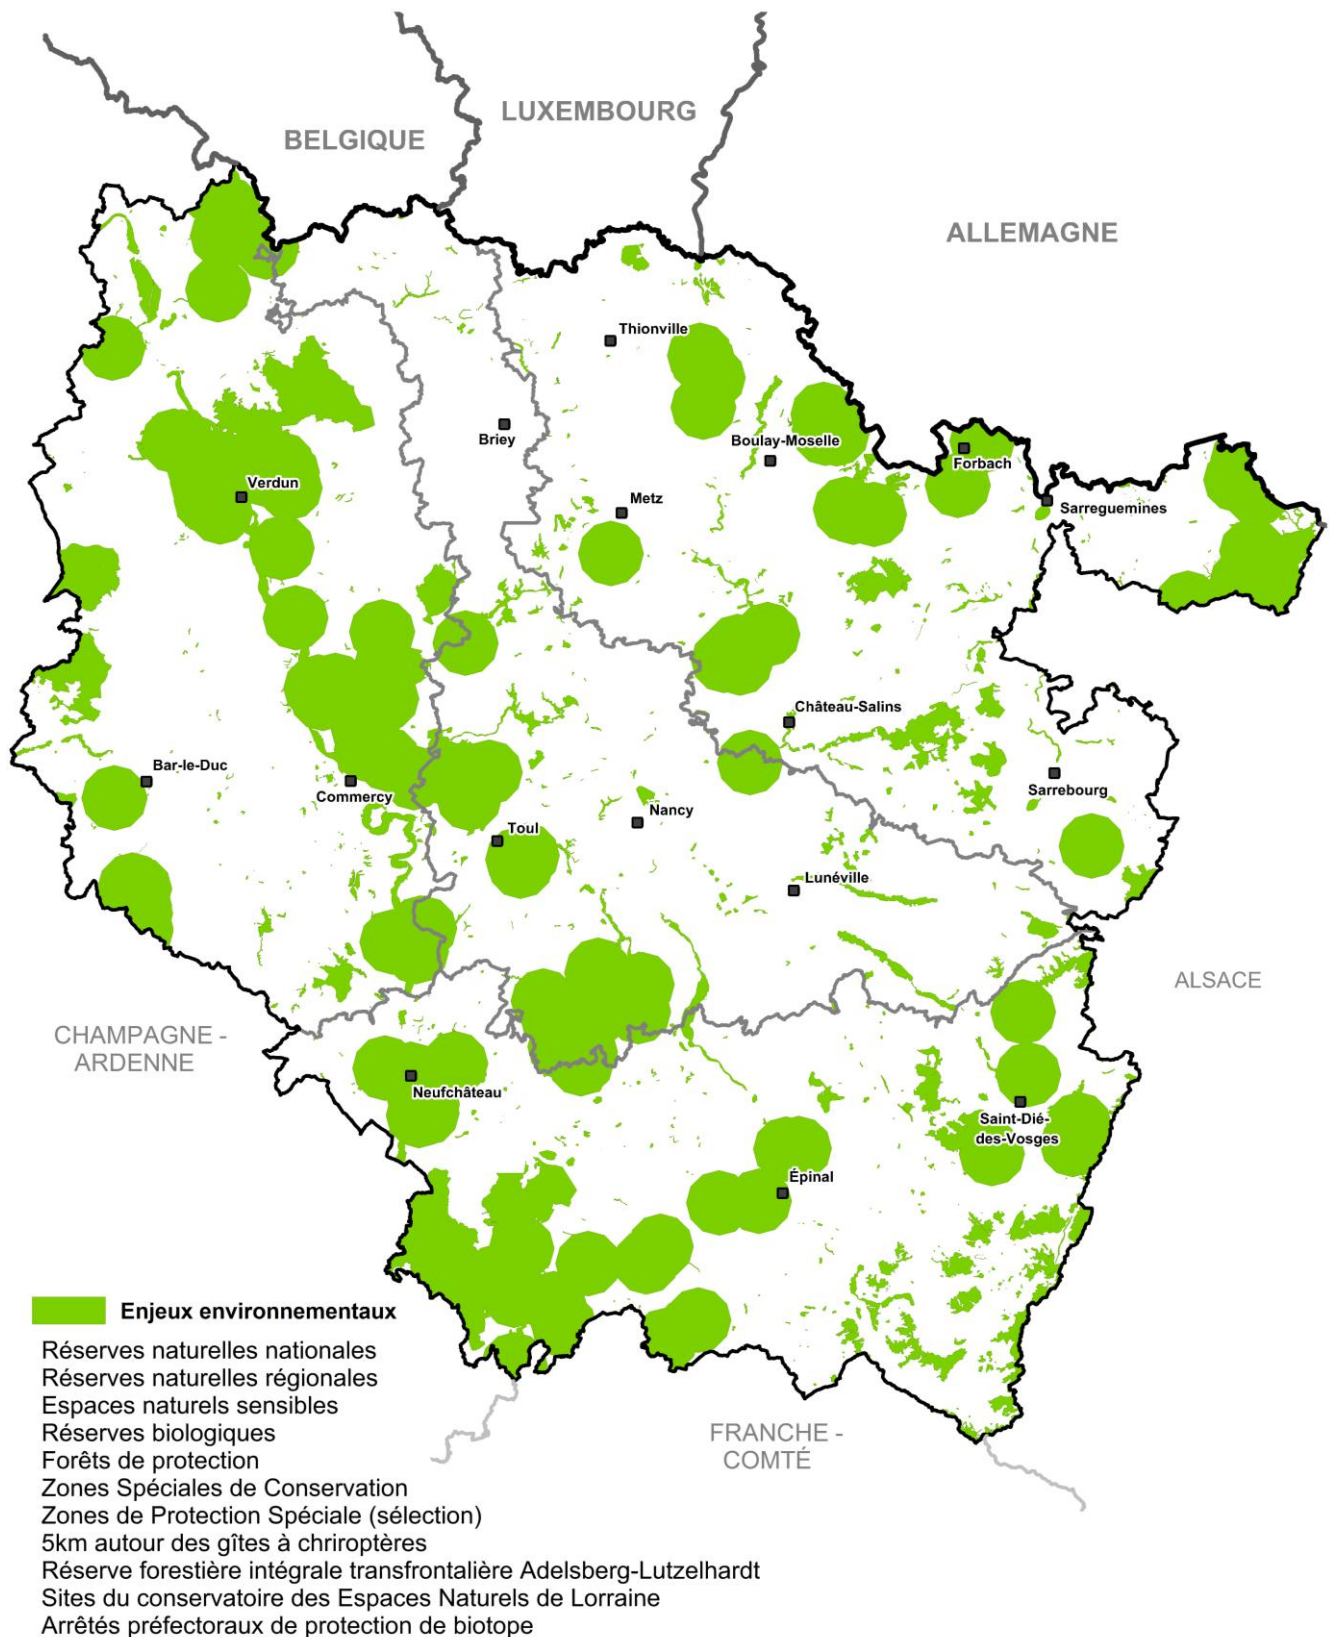 LUXEMBOURG
BELGIQUE
ALLEMAGNE
Thionville
Briey
Boulay-Moselle
Forbach
Verdun
Metz
Sarreguemines
Château-Salins
Bar-le-Duc
Commercy
Sarrebourg
Nancy
Toul
Lunéville
ALSACE
CHAMPAGNE -
ARDENNE
Neufchâteau
Saint-Dié-
des-Vosges
Épinal
FRANCHE -
COMTÉ
Enjeux environnementaux
Réserves naturelles nationales
Réserves naturelles régionales
Espaces naturels sensibles
Réserves biologiques
Forêts de protection
Zones Spéciales de Conservation
Zones de Protection Spéciale (sélection)
5km autour des gîtes à chriroptères
Réserve forestière intégrale transfrontalière Adelsberg-Lutzelhardt
Sites du conservatoire des Espaces Naturels de Lorraine
Arrêtés préfectoraux de protection de biotope